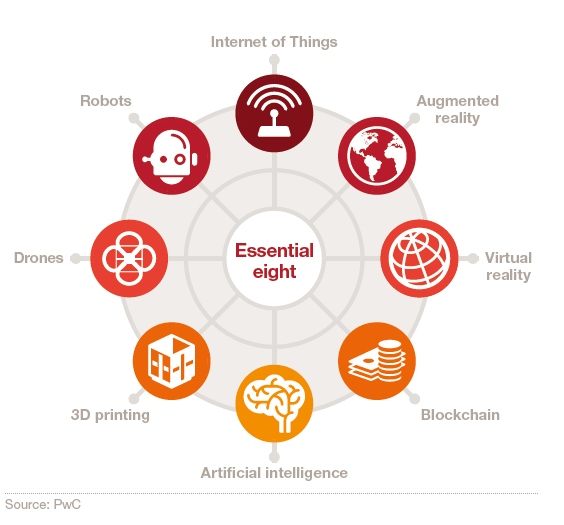 Internet of Things
Robots
Augmented
reality
Drones
Essential
eight
Virtual
reality
3D printing
Blockchain
Artificial intelligence
Source: PwC